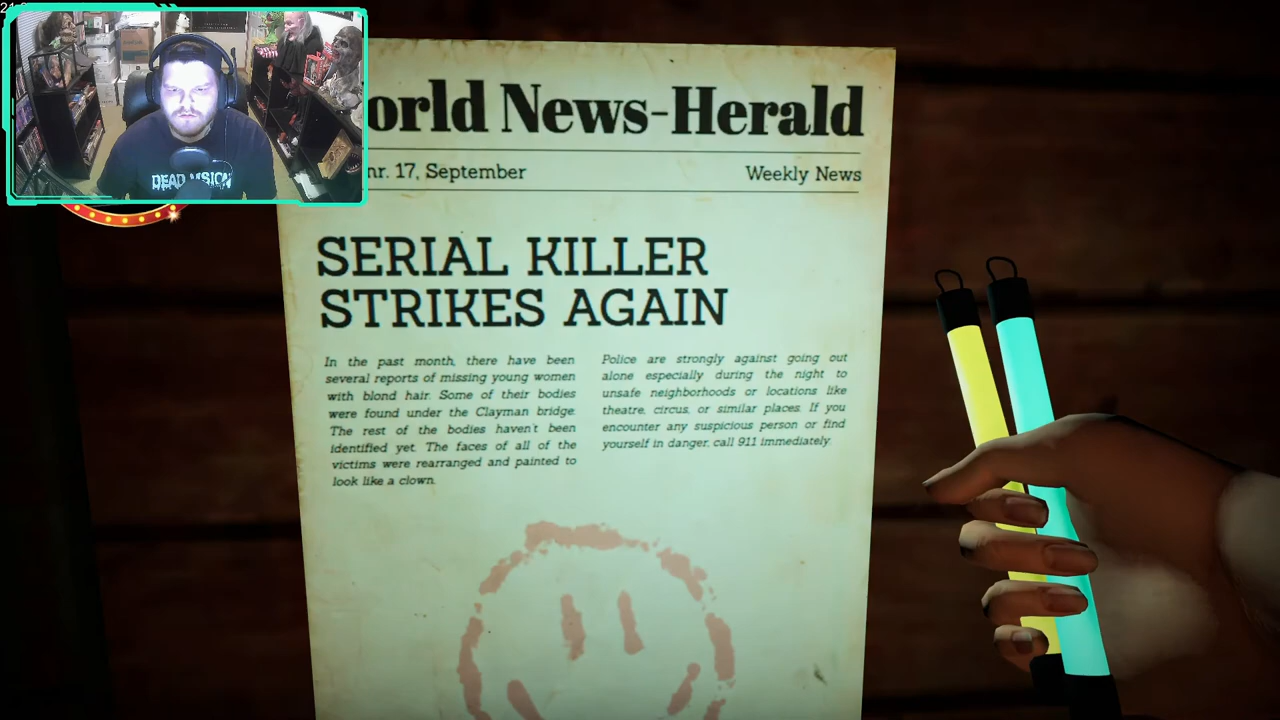 DEAD VISION
orld News-Herald
nr. 17, September
Weekly News
SERIAL KILLER
STRIKES AGAIN
In the past month, there have been
several reports of missing young women
with blond hair. Some of their bodies
were found under the Clayman bridge.
The rest of the bodies haven't been
identified yet. The faces of all of the
victims were rearranged and painted to
look like a clown.
Police are strongly against going out
alone especially during the night to
unsafe neighborhoods or locations like
theatre, circus, or similar places. If you
encounter any suspicious person or find
yourself in danger, call 911 immediately.